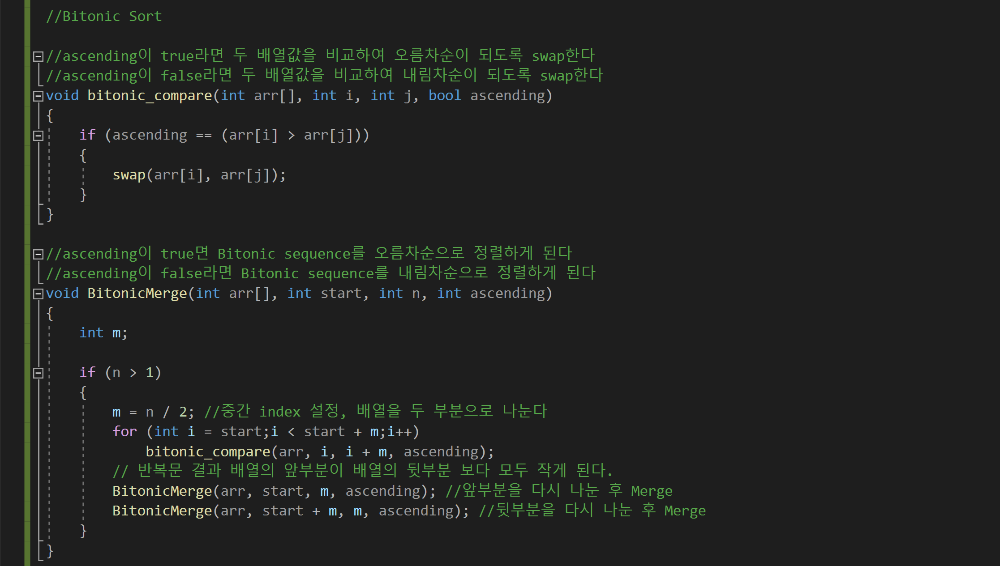 //Bitonic Sort
//ascending이 true라면 두 배열값을 비교하여 오름차순이 되도록 swap한다
//ascending이 false라면 두 배열값을 비교하여 내림차순이 되도록 swap한다
void bitonic_compare(int arr[], int i, int j, bool ascending)
{
    if (ascending == (arr[i] > arr[j]))
    {
        swap(arr[i], arr[j]);
    }
}
//ascending이 true면 Bitonic sequence를 오름차순으로 정렬하게 된다
//ascending이 false라면 Bitonic sequence를 내림차순으로 정렬하게 된다
void BitonicMerge(int arr[], int start, int n, int ascending)
{
    int m;
    if (n > 1)
    {
        m = n / 2; //중간 index 설정, 배열을 두 부분으로 나눈다
        for (int i = start;i < start + m;i++)
            bitonic_compare(arr, i, i + m, ascending);
        // 반복문 결과 배열의 앞부분이 배열의 뒷부분 보다 모두 작게 된다.
        BitonicMerge(arr, start, m, ascending); //앞부분을 다시 나눈 후 Merge
        BitonicMerge(arr, start + m, m, ascending); //뒷부분을 다시 나눈 후 Merge
    }
}